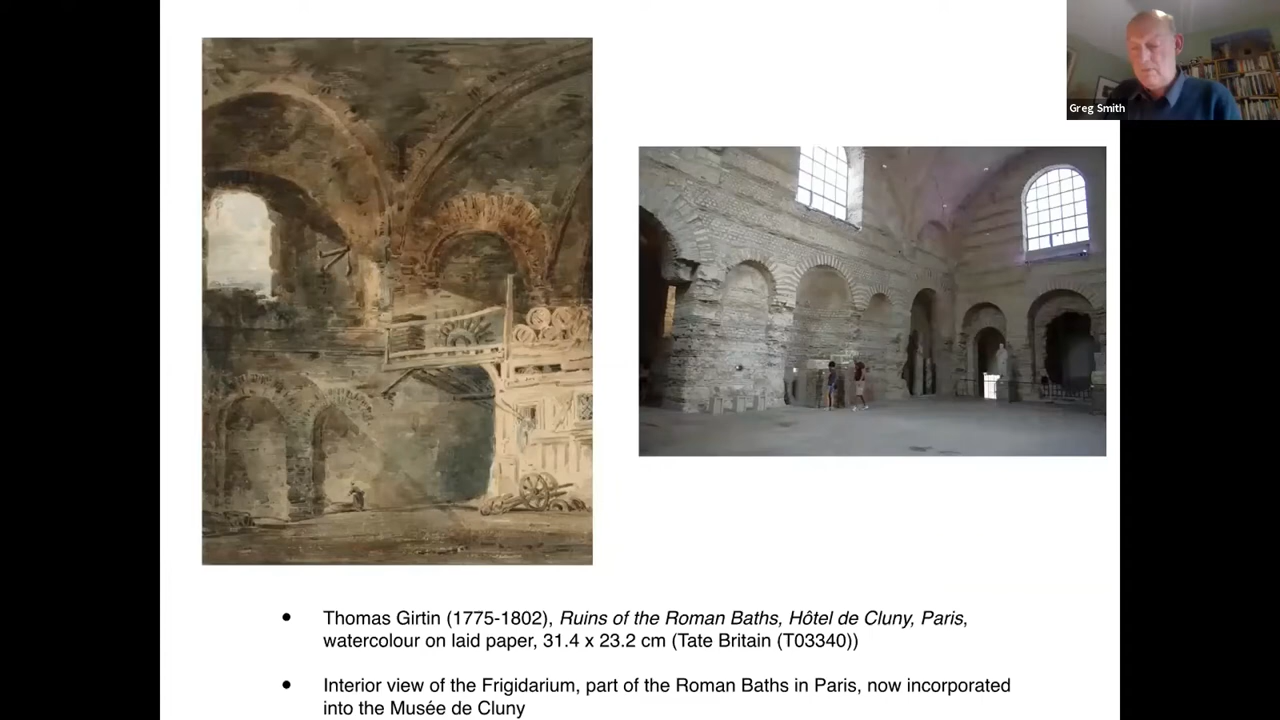 Greg Smith
• Thomas Girtin (1775-1802), Ruins of the Roman Baths, Hôtel de Cluny, Paris,
watercolour on laid paper, 31.4 x 23.2 cm (Tate Britain (T03340))
• Interior view of the Frigidarium, part of the Roman Baths in Paris, now incorporated
into the Musée de Cluny